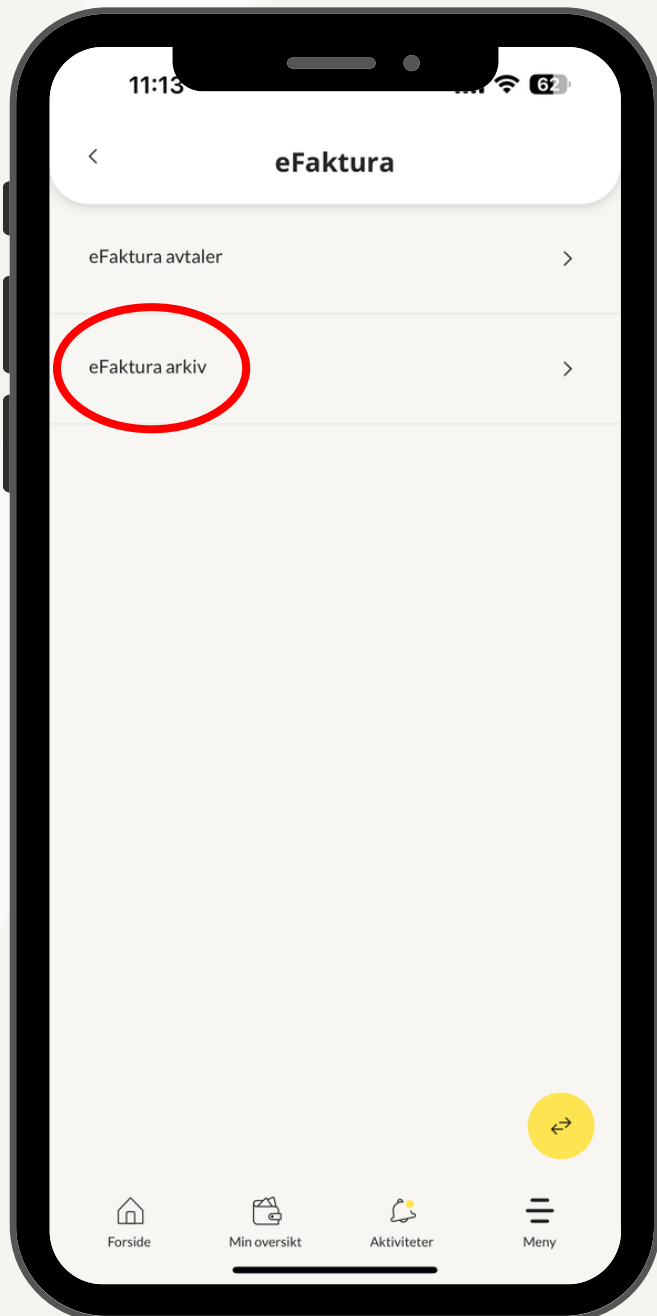 11:13
62
eFaktura
eFaktura avtaler
eFaktura arkiv
Forside
Min oversikt
Aktiviteter
Meny